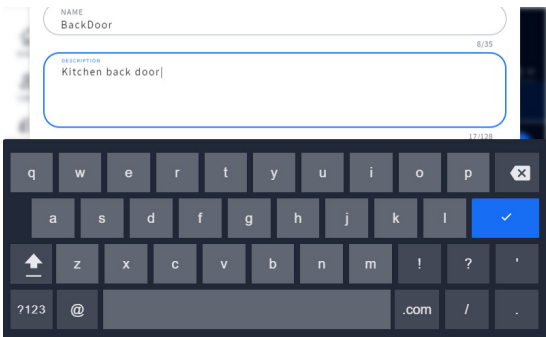 NAME
BackDoor
8/35
DESCRIPTION
Kitchen back door
17/128
q w e r t y u i o p
a s d f g h j k l
z x c v b n m ! ? '
?123 @ .com / .